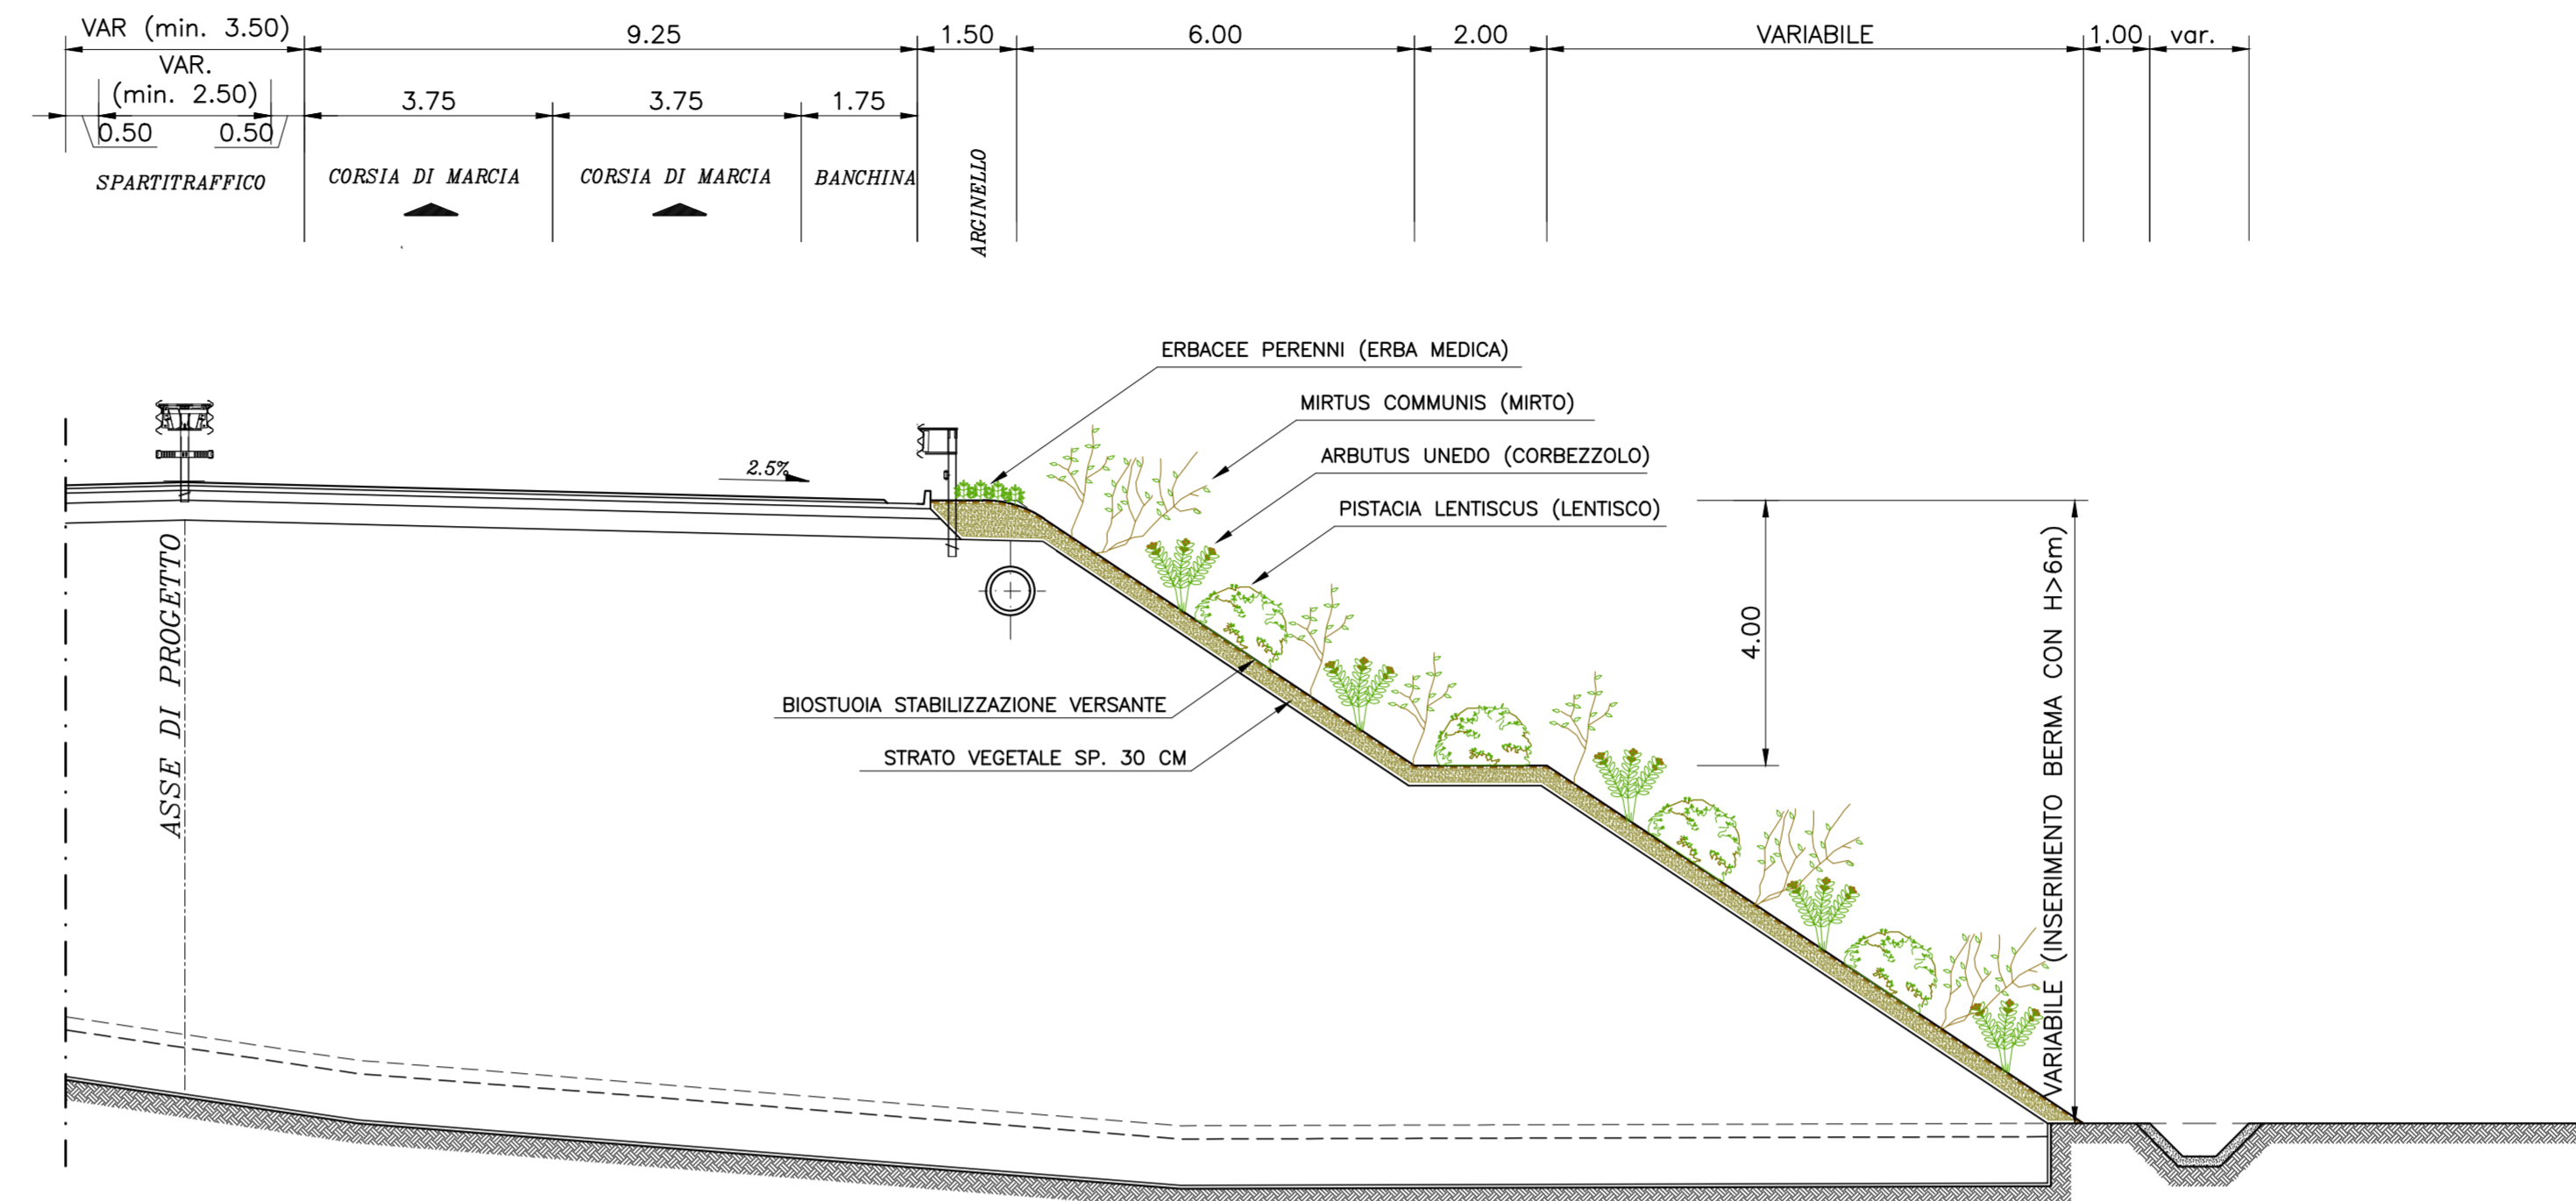 VAR (min. 3.50)
9.25
1.50
6.00
2.00
VARIABILE
1.00
var.
VAR.
(min. 2.50)
3.75
3.75
1.75
0.50
0.50
SPARTITRAFFICO
CORSIA DI MARCIA
CORSIA DI MARCIA
BANCHINA
ARGINELLO
ERBACEE PERENNI (ERBA MEDICA)
MIRTUS COMMUNIS (MIRTO)
ARBUTUS UNEDO (CORBEZZOLO)
PISTACIA LENTISCUS (LENTISCO)
2.5%
ASSE DI PROGETTO
4.00
VARIABILE (INSERIMENTO BERMA CON H>6m)
BIOSTUOIA STABILIZZAZIONE VERSANTE
STRATO VEGETALE SP. 30 CM